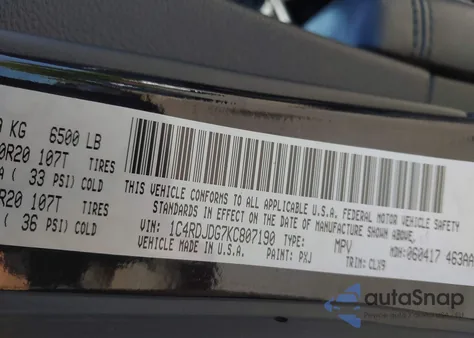 KG 6500 LB
0R20 107T TIRES
( 33 PSI) COLD
R20 107T TIRES
( 36 PSI) COLD
THIS VEHICLE CONFORMS TO ALL APPLICABLE U.S.A. FEDERAL MOTOR VEHICLE SAFETY
STANDARDS IN EFFECT ON THE DATE OF MANUFACTURE SHOWN ABOVE.
VIN: 1C4RDJDG7KC807190 TYPE: MPV MDH: 060417 463AA
MADE IN U.S.A. PAINT: PXJ TRIM: CLX9
autoSnap